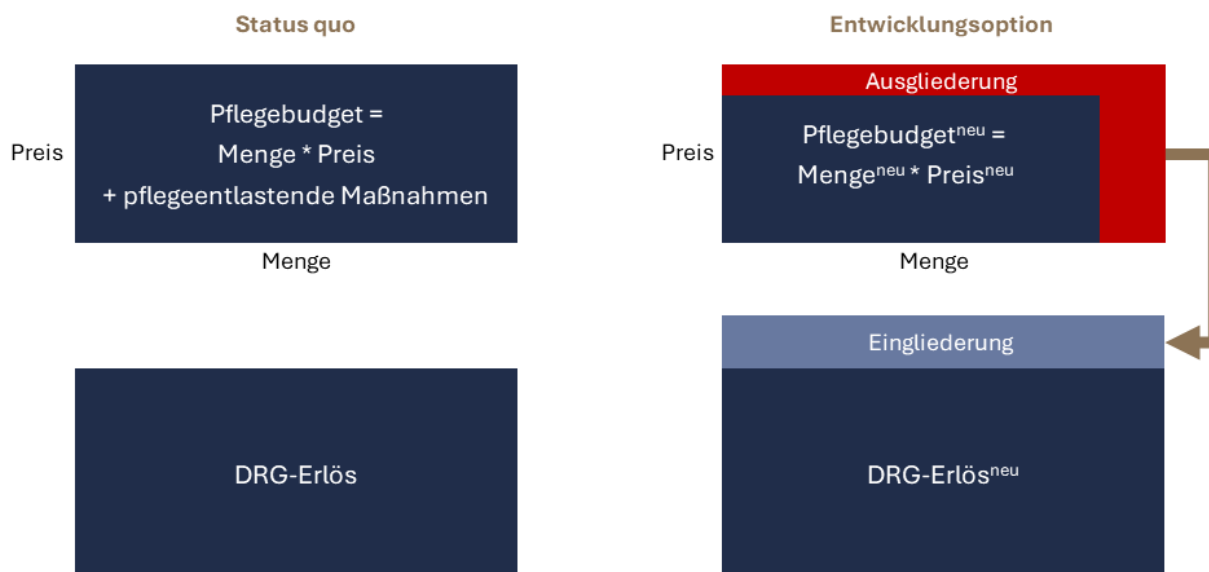 Status quo
Entwicklungsoption
Preis
Pflegebudget =
Menge * Preis
+ pflegeentlastende Maßnahmen
Menge
Preis
Ausgliederung
Pflegebudgetneu =
Mengeneu * Preisneu
Menge
DRG-Erlös
Eingliederung
DRG-Erlösneu